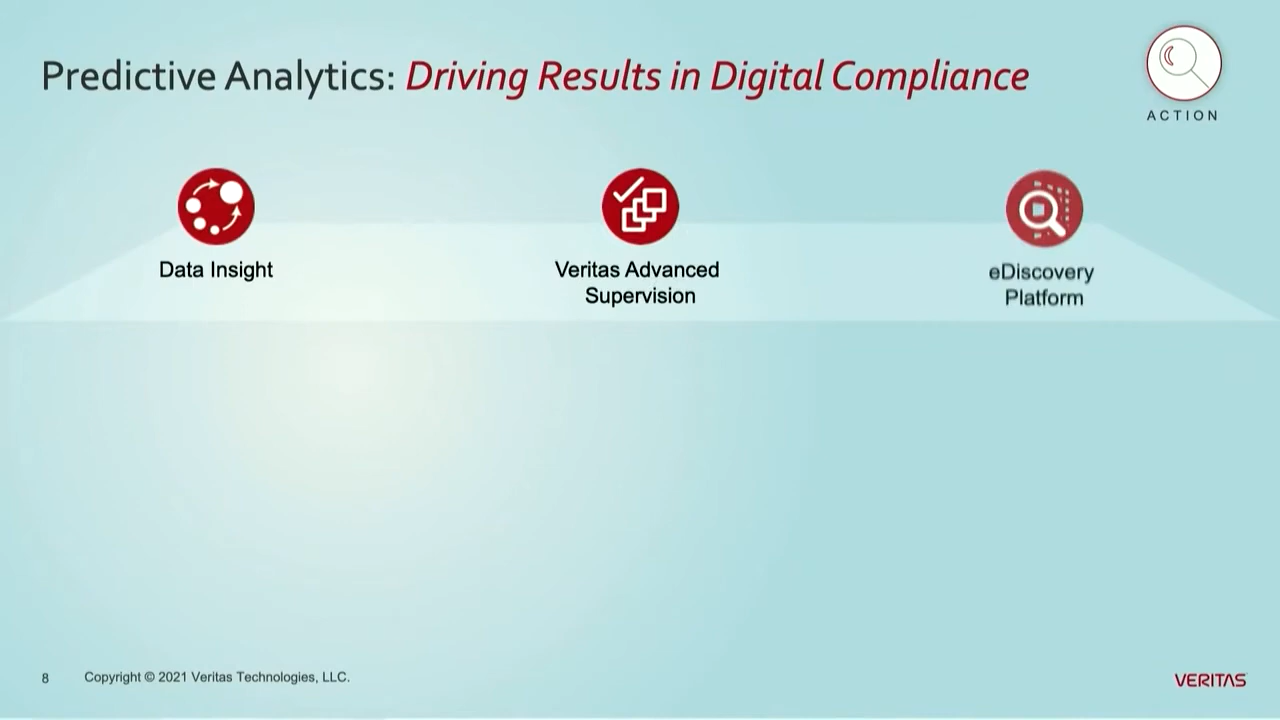 Predictive Analytics: Driving Results in Digital Compliance
ACTION
Data Insight
Veritas Advanced
Supervision
eDiscovery
Platform
8
Copyright © 2021 Veritas Technologies, LLC.
VERITAS